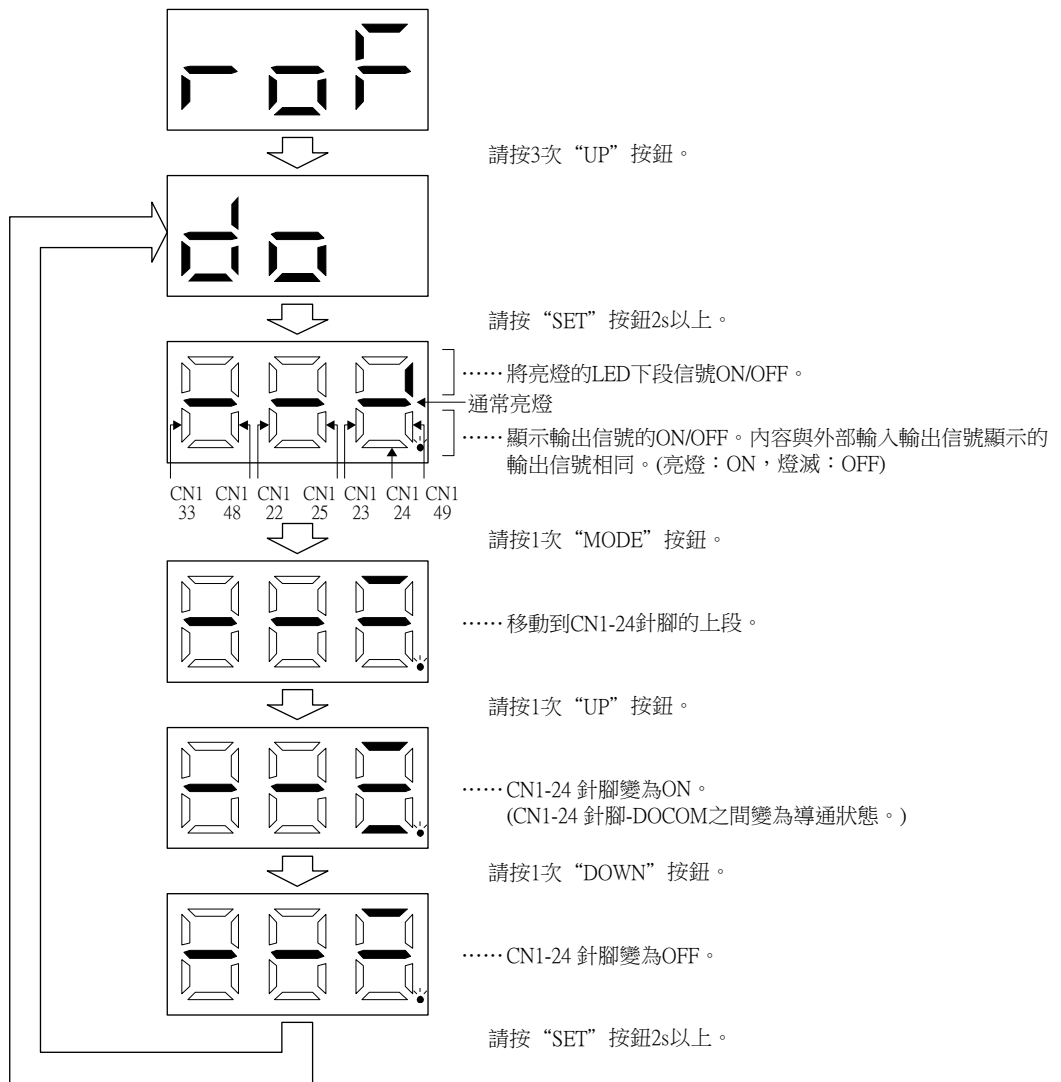 roF
請按3次“UP”按鈕。
do
請按“SET”按鈕2s以上。
……將亮燈的LED下段信號ON/OFF。
通常亮燈
……顯示輸出信號的ON/OFF。內容與外部輸入輸出信號顯示的
輸出信號相同。(亮燈：ON，燈滅：OFF)
CN1 CN1 CN1 CN1 CN1 CN1 CN1
33 48 22 25 23 24 49
請按1次“MODE”按鈕。
……移動到CN1-24針腳的上段。
請按1次“UP”按鈕。
……CN1-24 針腳變為ON。
(CN1-24 針腳-DOCOM之間變為導通狀態。)
請按1次“DOWN”按鈕。
……CN1-24 針腳變為OFF。
請按“SET”按鈕2s以上。